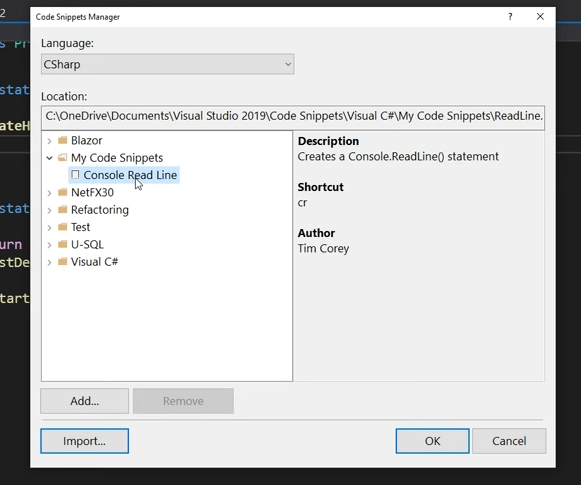 2
Code Snippets Manager
?
s Pr
Language:
CSharp
stat
Location:
C:\OneDrive\Documents\Visual Studio 2019\Code Snippets\Visual C#\My Code Snippets\ReadLine.
ateH
Blazor
Description
My Code Snippets
Creates a Console.ReadLine() statement
Console Read Line
Shortcut
NetFX30
cr
Refactoring
stat
Test
Author
U-SQL
Tim Corey
urn
Visual C#
stDe
tart
Add...
Remove
Import...
OK
Cancel